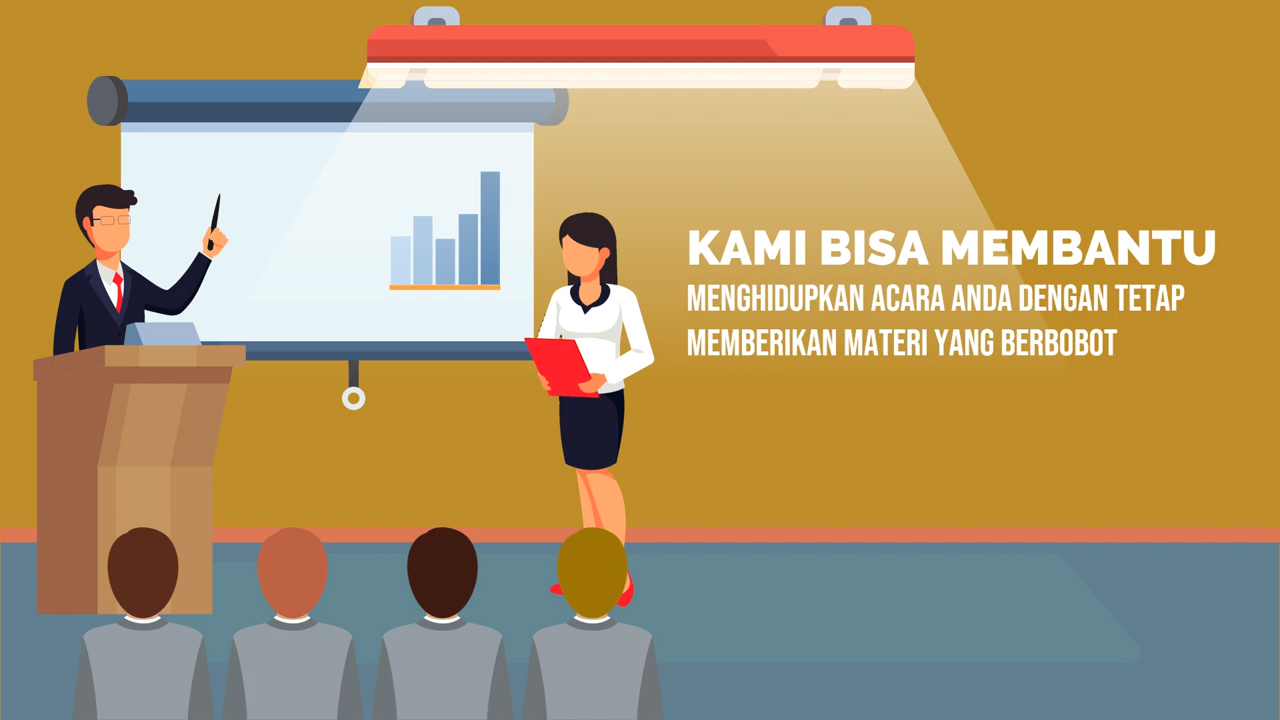 KAMI BISA MEMBANTU
MENGHIDUPKAN ACARA ANDA DENGAN TETAP
MEMBERIKAN MATERI YANG BERBOBOT